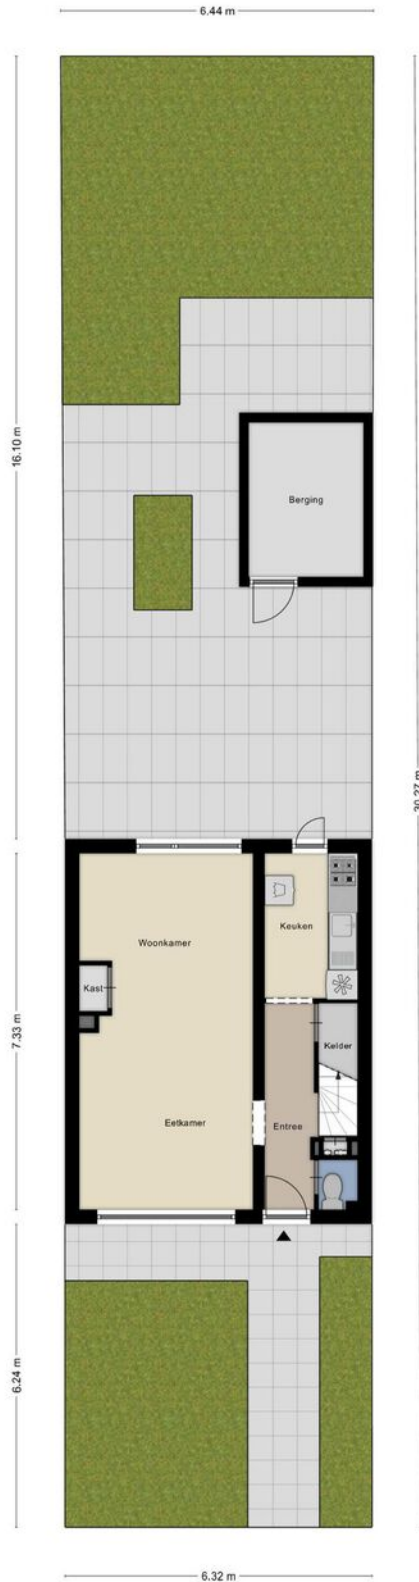 6.44 m
16.10 m
Berging
30.27 m
Woonkamer
Keuken
Kast
7.33 m
Kelder
Eetkamer
Entree
6.24 m
6.32 m